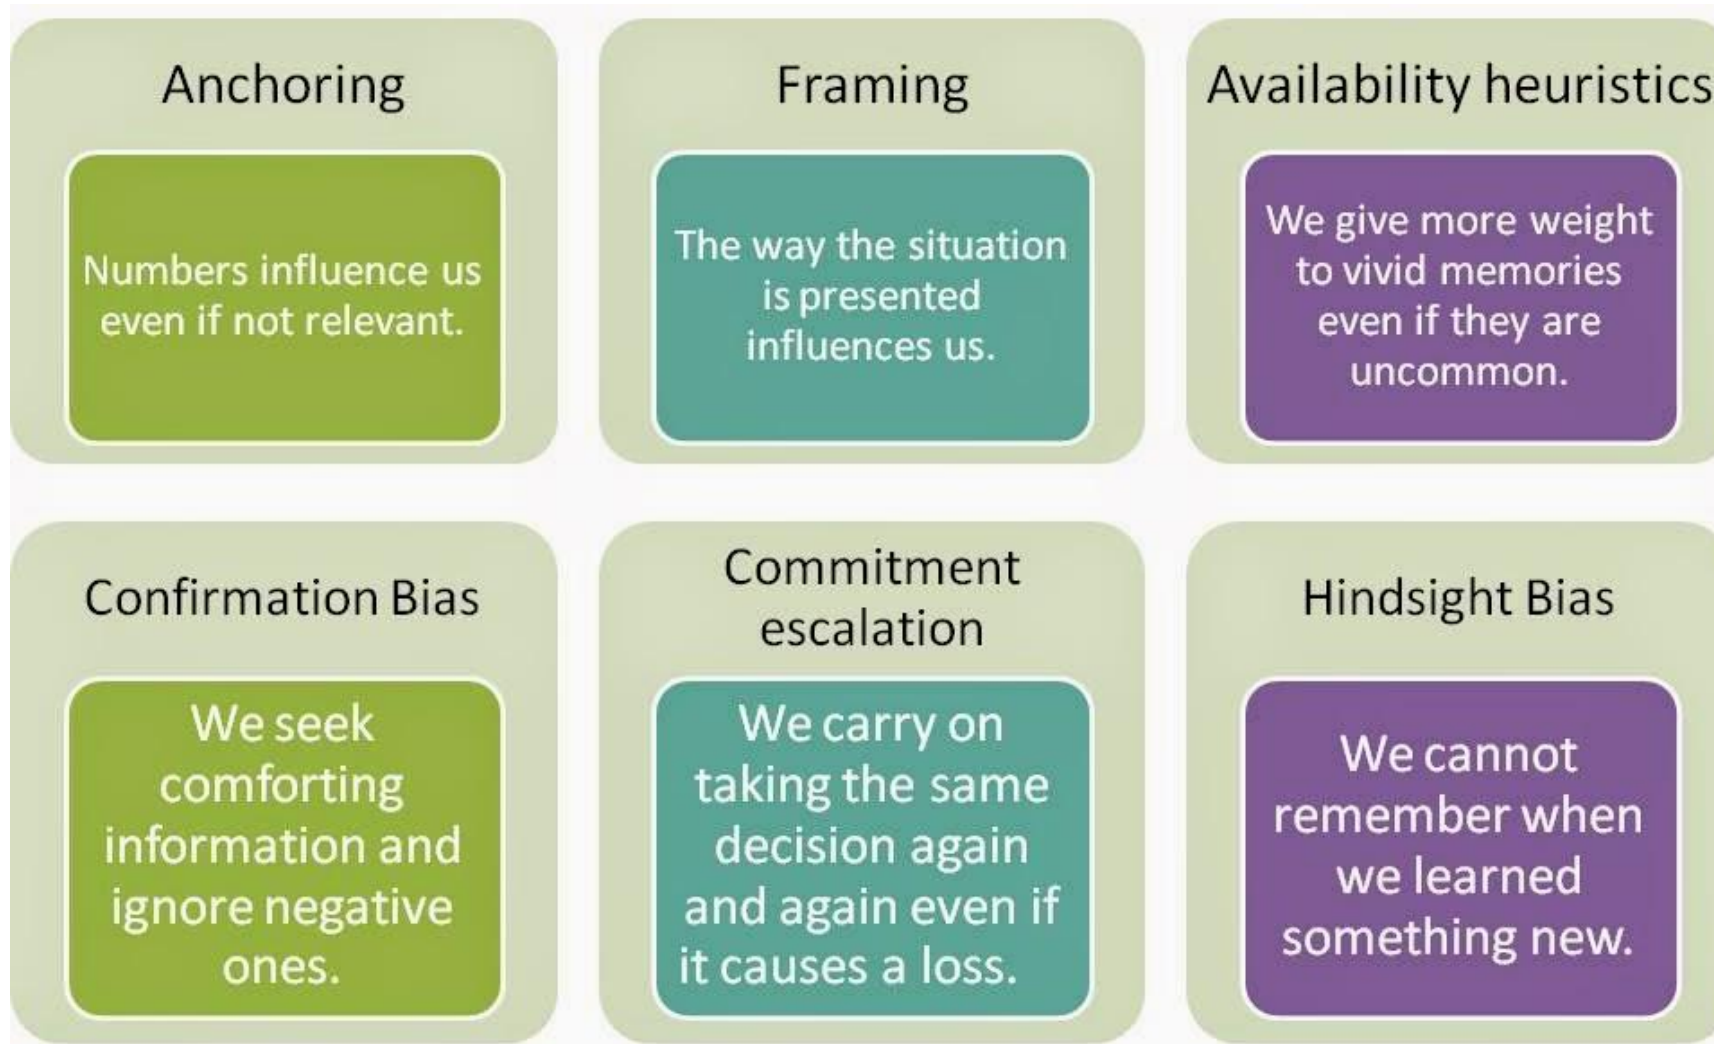 Anchoring
Numbers influence us
even if not relevant.
Framing
The way the situation
is presented
influences us.
Availability heuristics
We give more weight
to vivid memories
even if they are
uncommon.
Confirmation Bias
We seek
comforting
information and
ignore negative
ones.
Commitment
escalation
We carry on
taking the same
decision again
and again even if
it causes a loss.
Hindsight Bias
We cannot
remember when
we learned
something new.